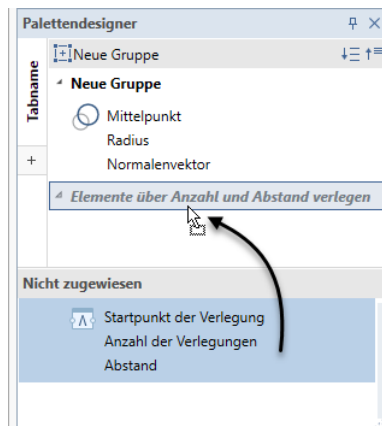 Palettendesigner
Tabname
Neue Gruppe
Neue Gruppe
Mittelpunkt
Radius
Normalenvektor
+
Elemente über Anzahl und Abstand verlegen
Nicht zugewiesen
Startpunkt der Verlegung
Anzahl der Verlegungen
Abstand